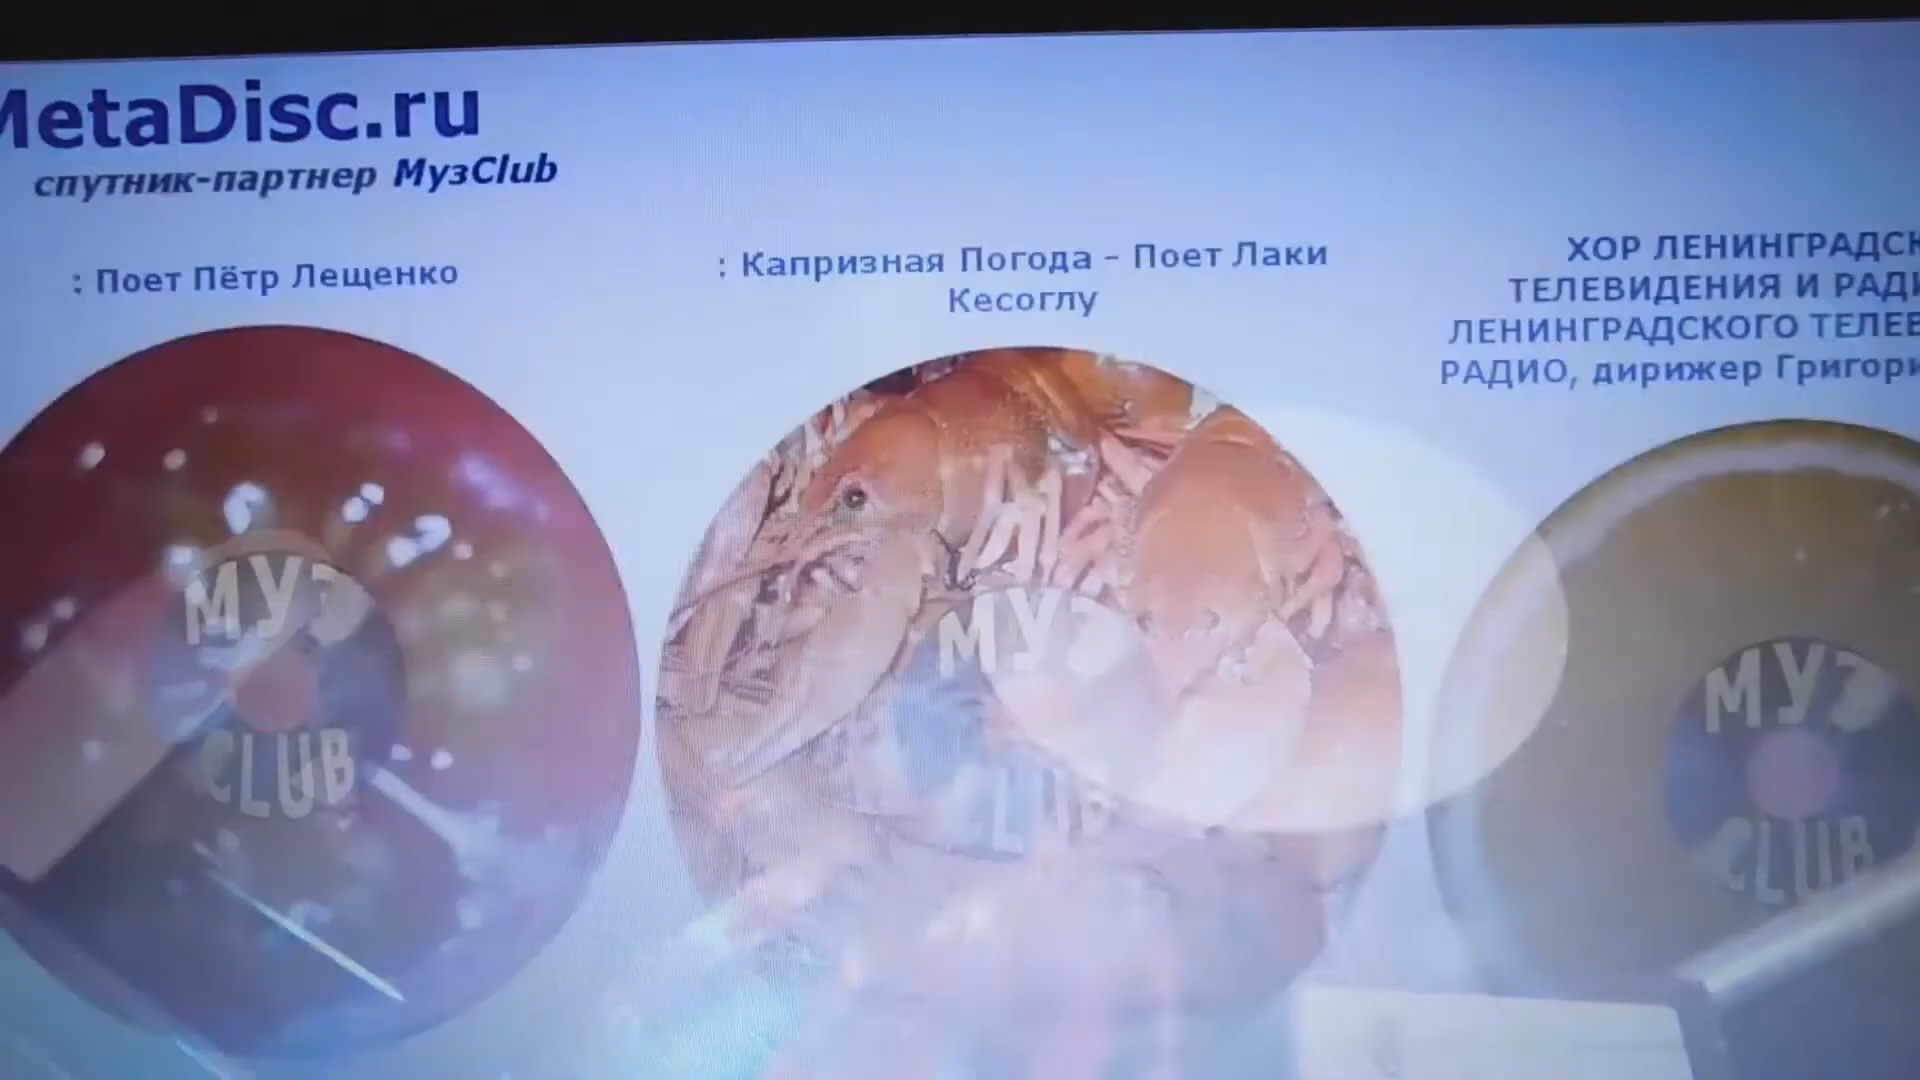 MetaDisc.ru
спутник-партнер МузClub
: Поет Пётр Лещенко
: Капризная Погода – Поет Лаки
Кесоглу
ХОР ЛЕНИНГРАДСК
ТЕЛЕВИДЕНИЯ И РАДИ
ЛЕНИНГРАДСКОГО ТЕЛЕВ
РАДИО, дирижер Григори
МУЗ
CLUB
МУЗ
CLUB
МУЗ
CLUB